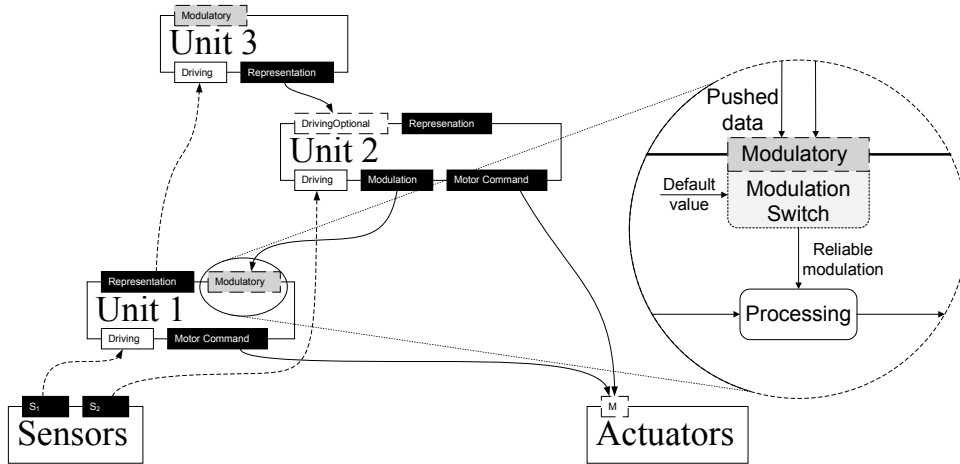 Modulatory
Unit 3
Driving
Representation
DrivingOptional
Represenation
Unit 2
Driving
Modulation
Motor Command
Representation
Modulatory
Unit 1
Driving
Motor Command
S1
S2
Sensors
M
Actuators
Pushed
data
Modulatory
Default
value
Modulation
Switch
Reliable
modulation
Processing